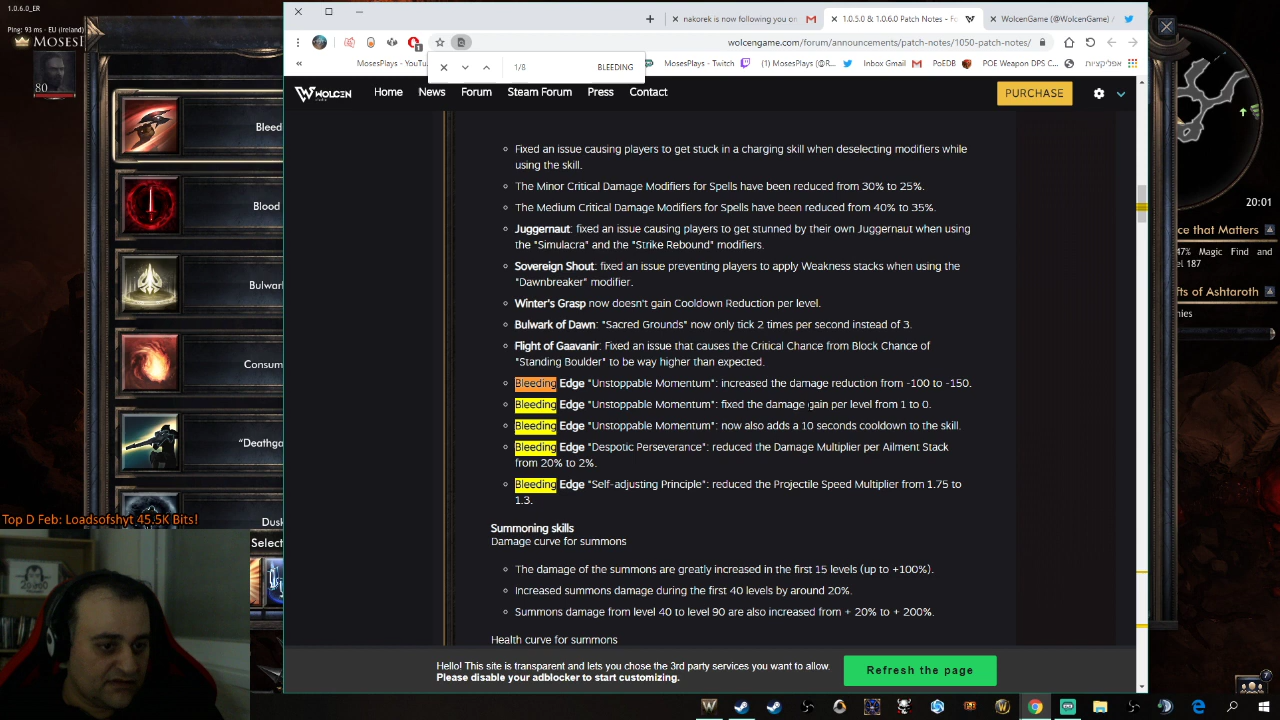 1.0.6.0_ER
Ping: 93 ms - EU (Ireland)
MOSESI
80
nakorek is now following you on
1.0.5.0 & 1.0.6.0 Patch Notes - Fo
WolcenGame (@WolcenGame) /
wolcengame.com/forum/announcements/patch-notes/1050-patch-notes/
MosesPlays - YouT
1/8
BLEEDING
MosesPlays - Twitch
(1) MosesPlays (@R...
Inbox Gmail
PoEDB
POE Weapon DPS C...
אפליקציות
WOLCEN
Home
News
Forum
Steam Forum
Press
Contact
PURCHASE
Bleed
Blood
Bulwark
Consum
"Deathga
Dusk
Select
Fixed an issue causing players to get stuck in a charging skill when deselecting modifiers while
using the skill.
The Minor Critical Damage Modifiers for Spells have been reduced from 30% to 25%.
The Medium Critical Damage Modifiers for Spells have been reduced from 40% to 35%.
Juggernaut: fixed an issue causing players to get stunned by their own Juggernaut when using
the "Simulacra" and the "Strike Rebound" modifiers.
Sovereign Shout: fixed an issue preventing players to apply Weakness stacks when using the
"Dawnbreaker" modifier.
Winter's Grasp now doesn't gain Cooldown Reduction per level.
Bulwark of Dawn: "Sacred Grounds" now only tick 2 times per second instead of 3.
Flight of Gaavanir: Fixed an issue that causes the Critical Chance from Block Chance of
"Standing Boulder" to be way higher than expected.
Bleeding Edge "Unstoppable Momentum": increased the damage reduction from -100 to -150.
Bleeding Edge "Unstoppable Momentum": fixed the damage gain per level from 1 to 0.
Bleeding Edge "Unstoppable Momentum": now also adds a 10 seconds cooldown to the skill.
Bleeding Edge "Despotic Perseverance": reduced the Damage Multiplier per Ailment Stack
from 20% to 2%.
Bleeding Edge "Self-adjusting Principle": reduced the Projectile Speed Multiplier from 1.75 to
1.3.
Summoning skills
Damage curve for summons
The damage of the summons are greatly increased in the first 15 levels (up to +100%).
Increased summons damage during the first 40 levels by around 20%.
Summons damage from level 40 to level 90 are also increased from + 20% to + 200%.
Health curve for summons
Hello! This site is transparent and lets you chose the 3rd party services you want to allow.
Please disable your adblocker to start customizing.
Refresh the page
20:01
ce that Matters
47% Magic Find and
el 187
fts of Ashtaroth
nies
Top D Feb: Loadsofshyt 45.5K Bits!